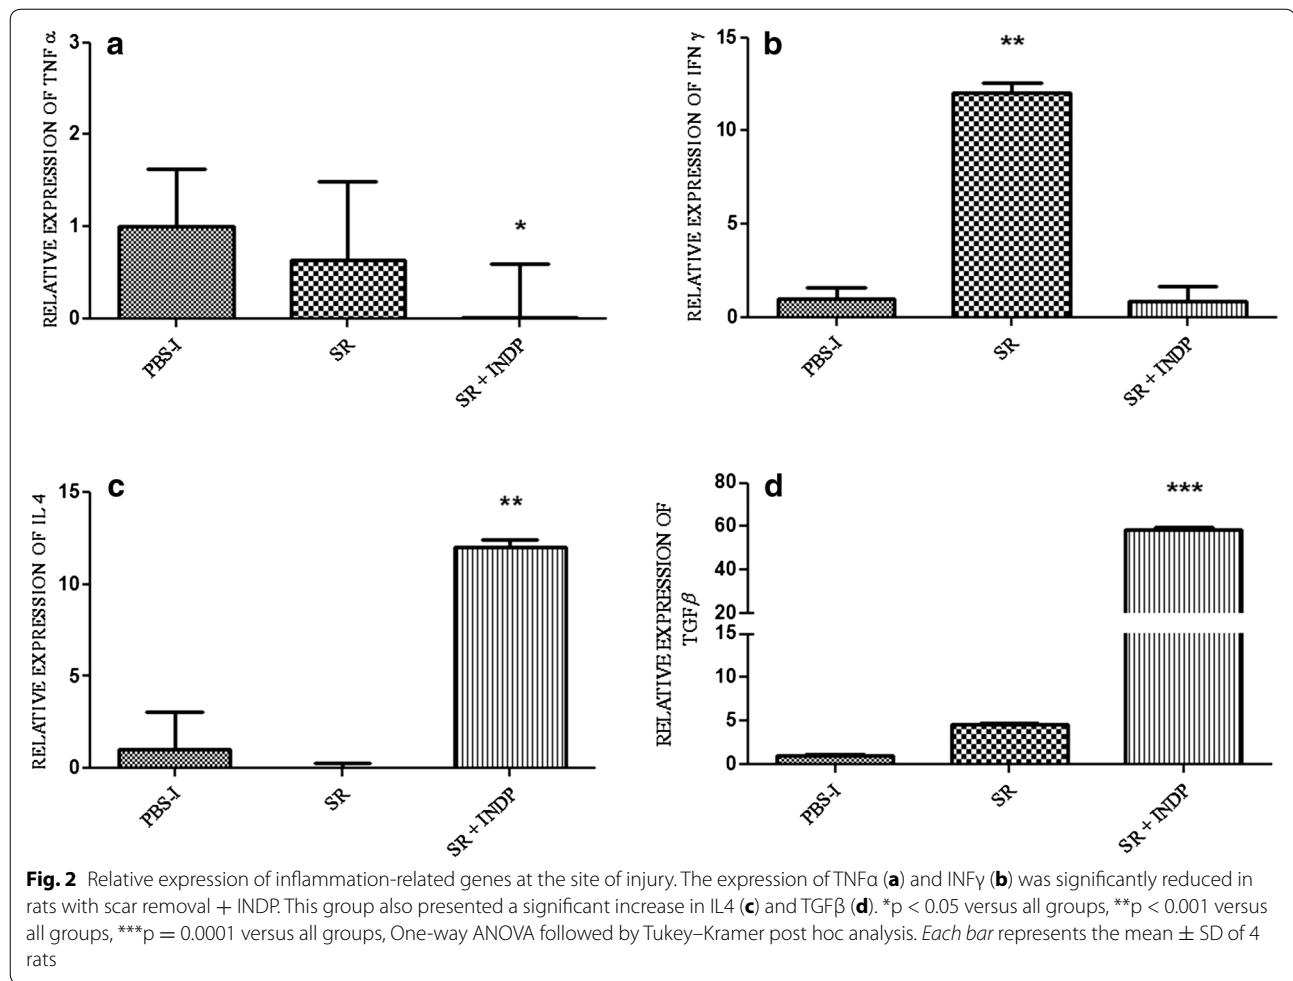 a
RELATIVE EXPRESSION OF TNF α
3
2
1
0
*
PBS-I
SR
SR + INDP
b
RELATIVE EXPRESSION OF IFN γ
15
10
5
0
**
PBS-I
SR
SR + INDP
c
RELATIVE EXPRESSION OF IL 4
15
10
5
0
**
PBS-I
SR
SR + INDP
d
RELATIVE EXPRESSION OF
TGF β
80
60
40
20
15
10
5
0
***
PBS-I
SR
SR + INDP
Fig. 2 Relative expression of inflammation-related genes at the site of injury. The expression of TNFα (a) and INFγ (b) was significantly reduced in
rats with scar removal + INDP. This group also presented a significant increase in IL4 (c) and TGFβ (d). *p < 0.05 versus all groups, **p < 0.001 versus
all groups, ***p = 0.0001 versus all groups, One-way ANOVA followed by Tukey–Kramer post hoc analysis. Each bar represents the mean ± SD of 4
rats